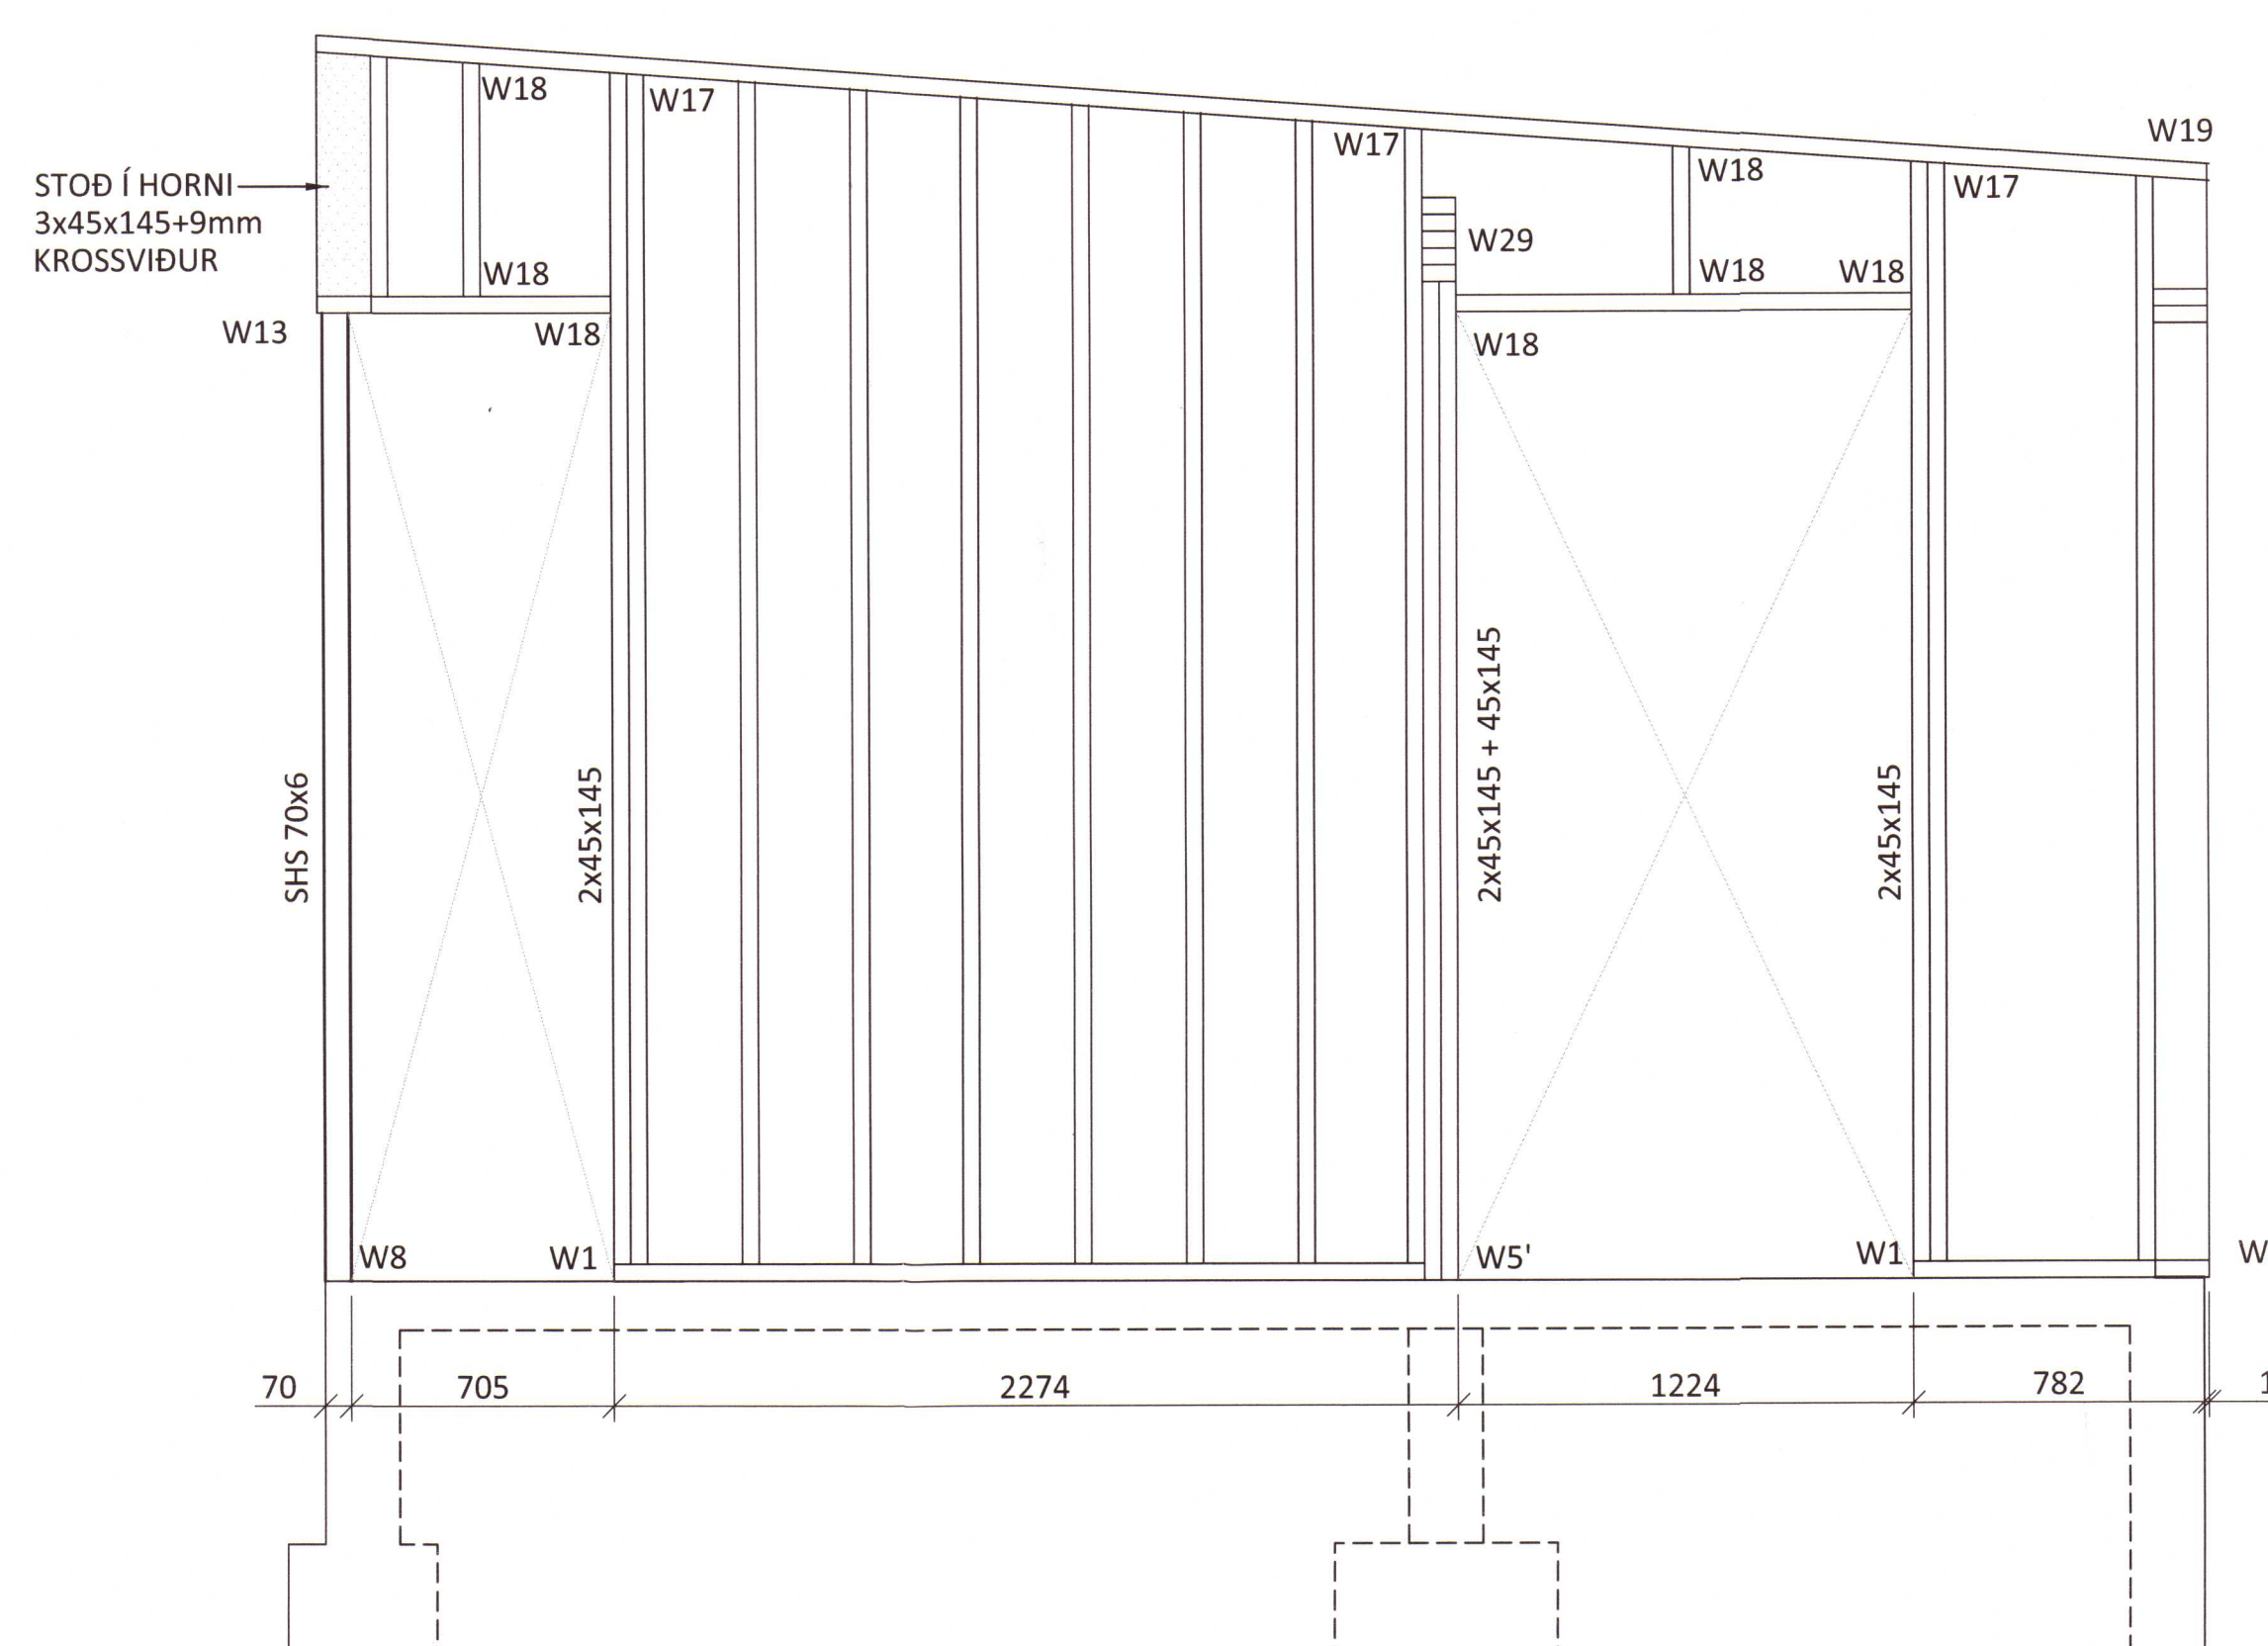 W18
W17
W19
W17
W18
STOÐ Í HORNI
3x45x145+9mm
KROSSVIÐUR
W17
W29
W18
W18
W18
W13
W18
W18
SHS 70x6
2x45x145
2x45x145 + 45x145
2x45x145
W8
W1
W5'
W1
70
705
2274
1224
782